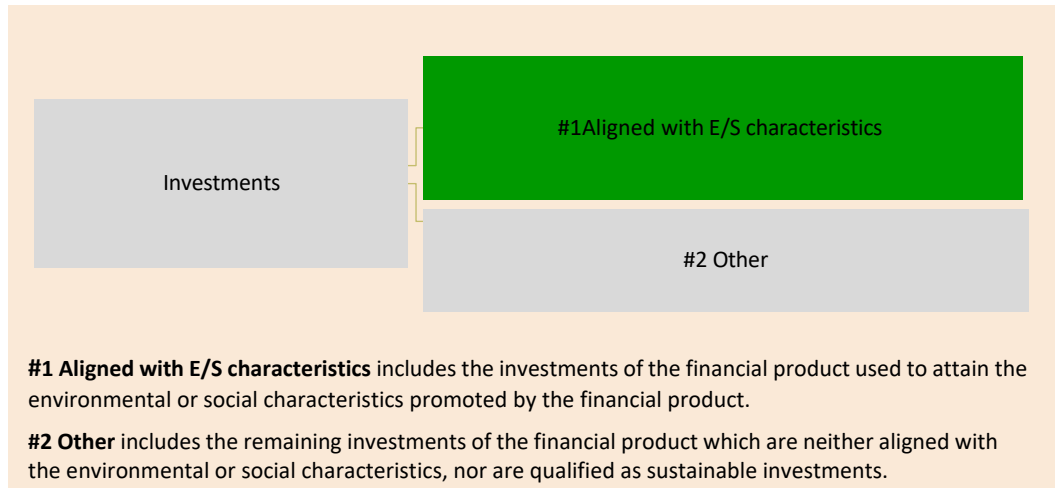 #1Aligned with E/S characteristics
Investments
#2 Other
#1 Aligned with E/S characteristics includes the investments of the financial product used to attain the
environmental or social characteristics promoted by the financial product.
#2 Other includes the remaining investments of the financial product which are neither aligned with
the environmental or social characteristics, nor are qualified as sustainable investments.